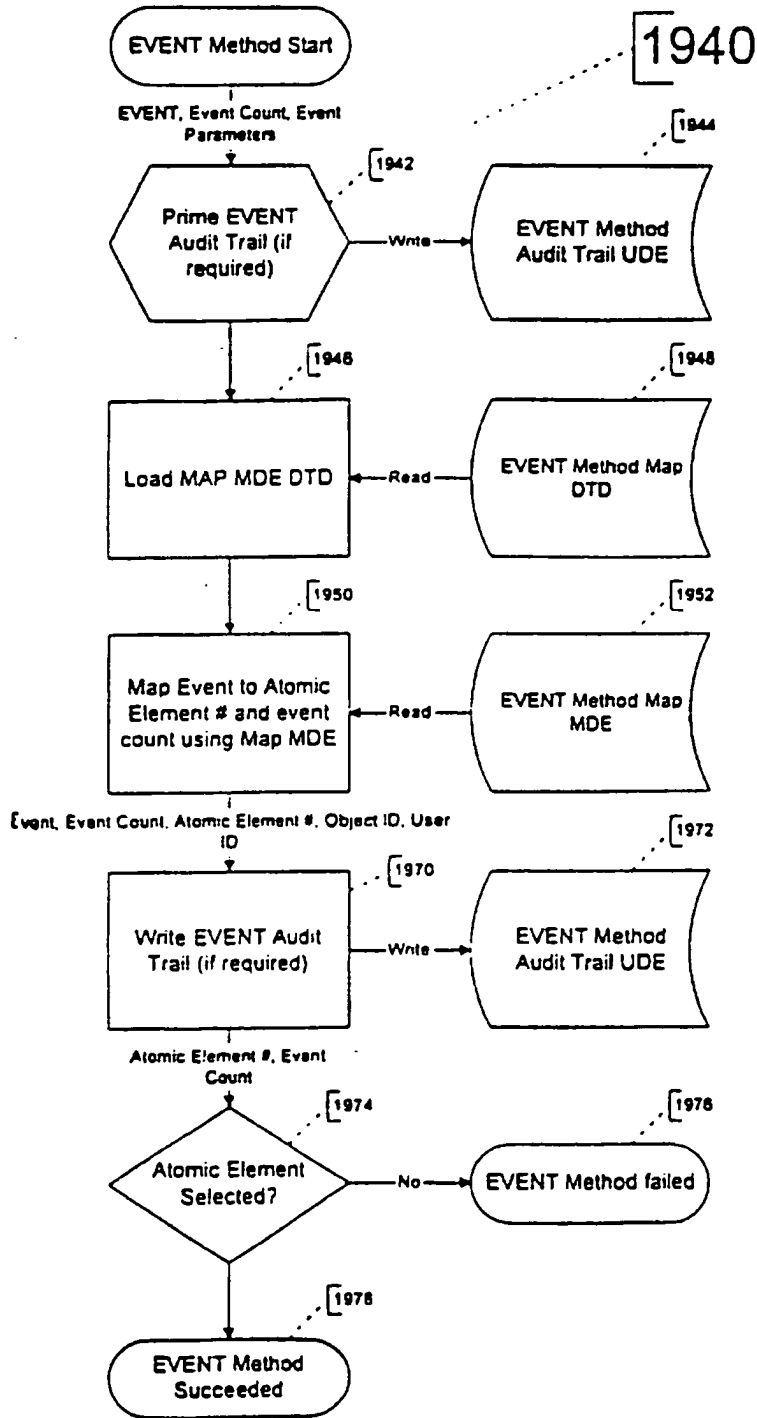 EVENT Method Start
1940
EVENT, Event Count, Event
Parameters
1942
1944
Prime EVENT
Audit Trail (if
required)
Write
EVENT Method
Audit Trail UDE
1946
1948
Load MAP MDE DTD
Read
EVENT Method Map
DTD
1950
1952
Map Event to Atomic
Element # and event
count using Map MDE
Read
EVENT Method Map
MDE
Event, Event Count, Atomic Element #, Object ID, User
ID
1970
1972
Write EVENT Audit
Trail (if required)
Write
EVENT Method
Audit Trail UDE
Atomic Element #, Event
Count
1974
1976
Atomic Element
Selected?
No
EVENT Method failed
1978
EVENT Method
Succeeded